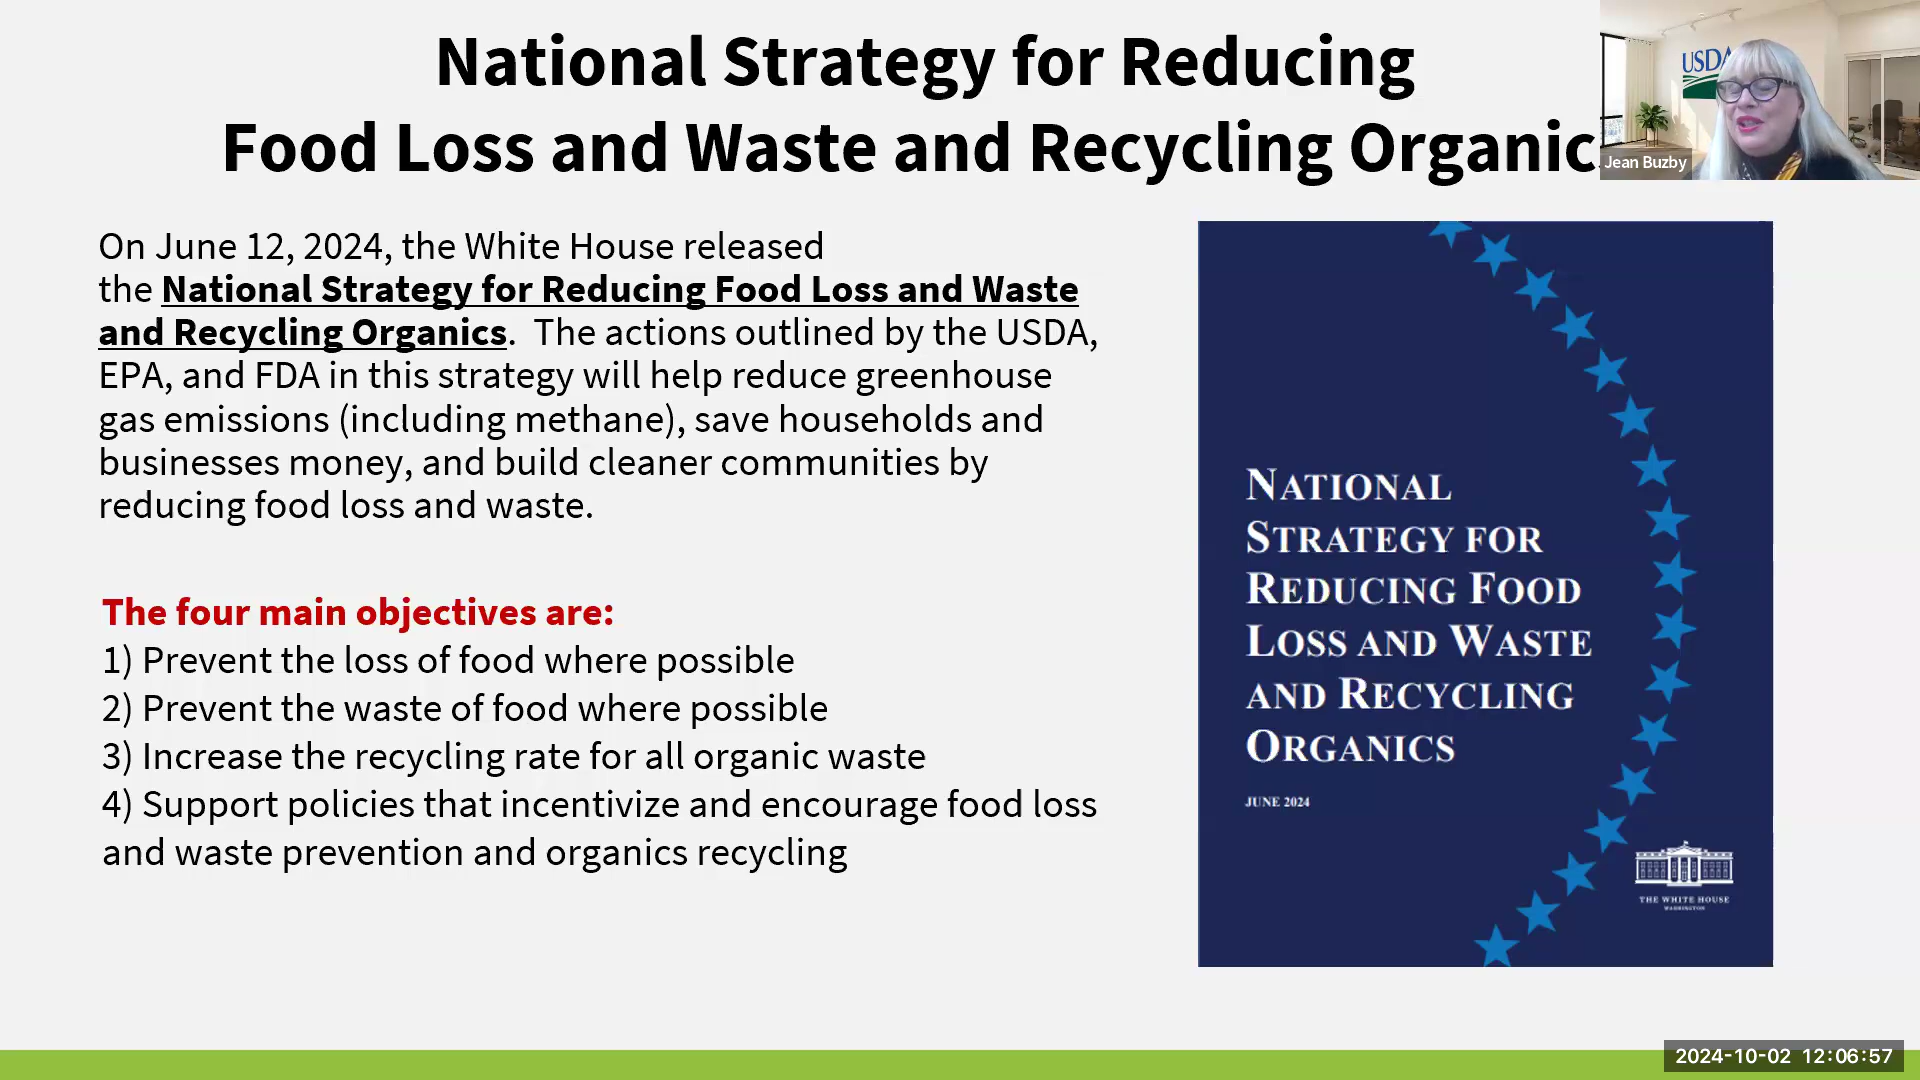 National Strategy for Reducing
Food Loss and Waste and Recycling Organic
USDA
Jean Buzby
On June 12, 2024, the White House released
the National Strategy for Reducing Food Loss and Waste
and Recycling Organics.  The actions outlined by the USDA,
EPA, and FDA in this strategy will help reduce greenhouse
gas emissions (including methane), save households and
businesses money, and build cleaner communities by
reducing food loss and waste.
The four main objectives are:
1) Prevent the loss of food where possible
2) Prevent the waste of food where possible
3) Increase the recycling rate for all organic waste
4) Support policies that incentivize and encourage food loss
and waste prevention and organics recycling
NATIONAL
STRATEGY FOR
REDUCING FOOD
LOSS AND WASTE
AND RECYCLING
ORGANICS
JUNE 2024
THE WHITE HOUSE
WASHINGTON
2024-10-02 12:06:57